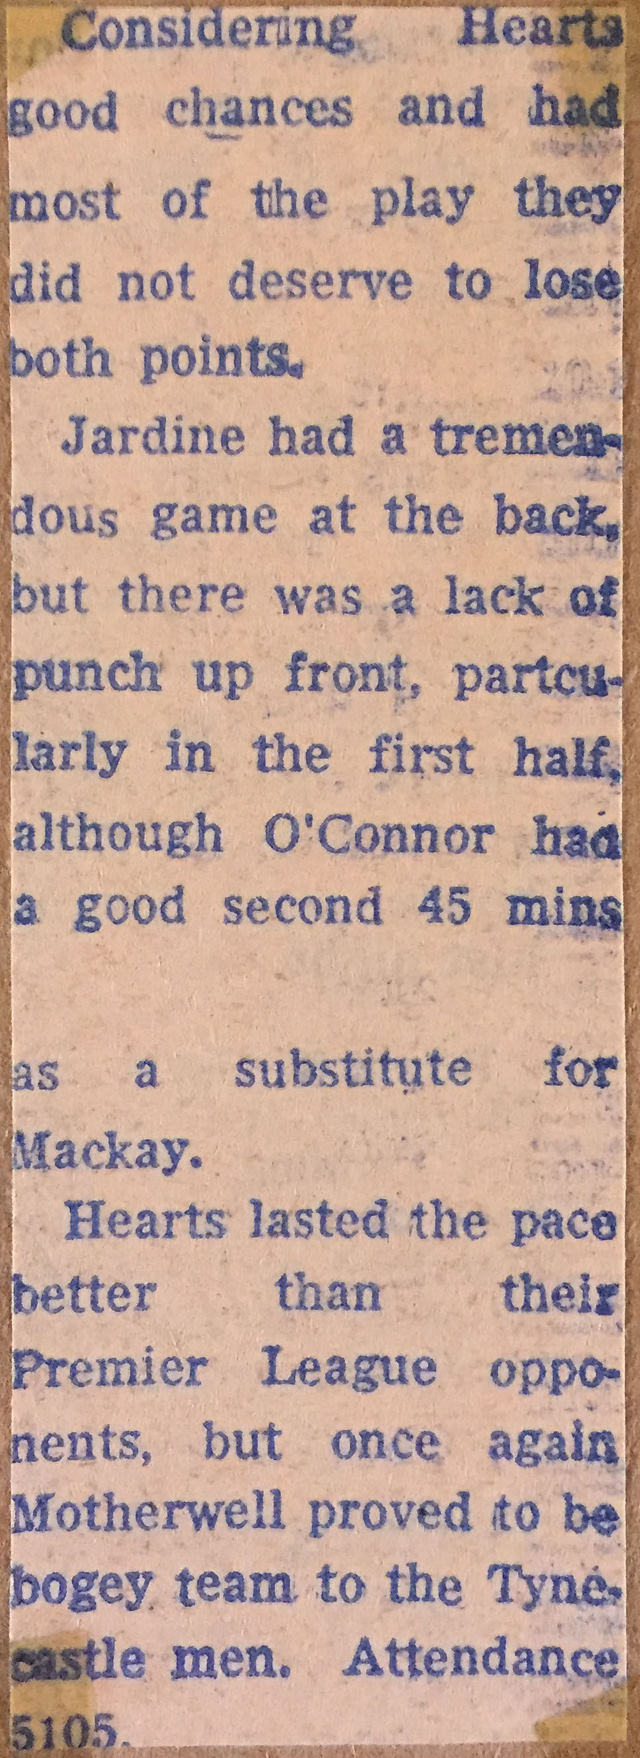 Considering Hearts
good chances and had
most of the play they
did not deserve to lose
both points.
Jardine had a tremen-
dous game at the back,
but there was a lack of
punch up front, partcu-
larly in the first half,
although O'Connor had
a good second 45 mins
as a substitute for
Mackay.
Hearts lasted the pace
better than their
Premier League oppo-
nents, but once again
Motherwell proved to be
bogey team to the Tyne-
castle men. Attendance
5105.